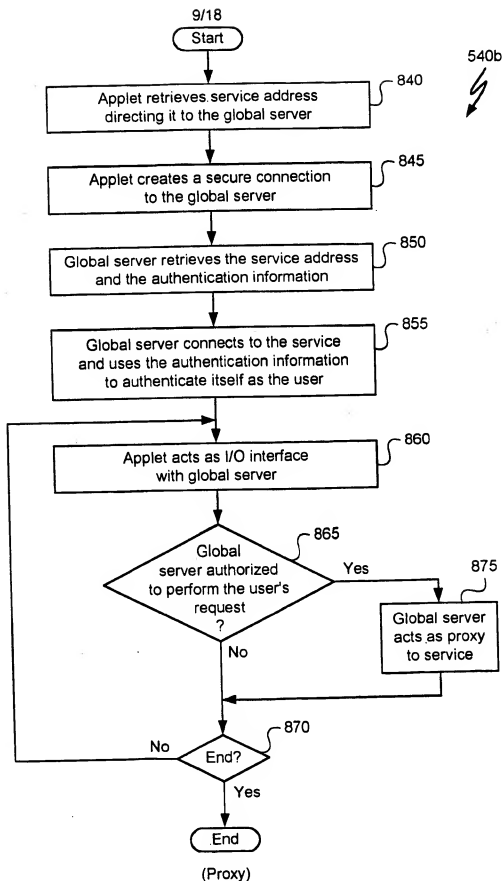 9/18
Start
540b
Applet retrieves service address
directing it to the global server
840
Applet creates a secure connection
to the global server
845
Global server retrieves the service address
and the authentication information
850
Global server connects to the service
and uses the authentication information
to authenticate itself as the user
855
Applet acts as I/O interface
with global server
860
Global
server authorized
to perform the user's
request
?
865
Yes
No
Global server
acts as proxy
to service
875
End?
870
No
Yes
End
(Proxy)